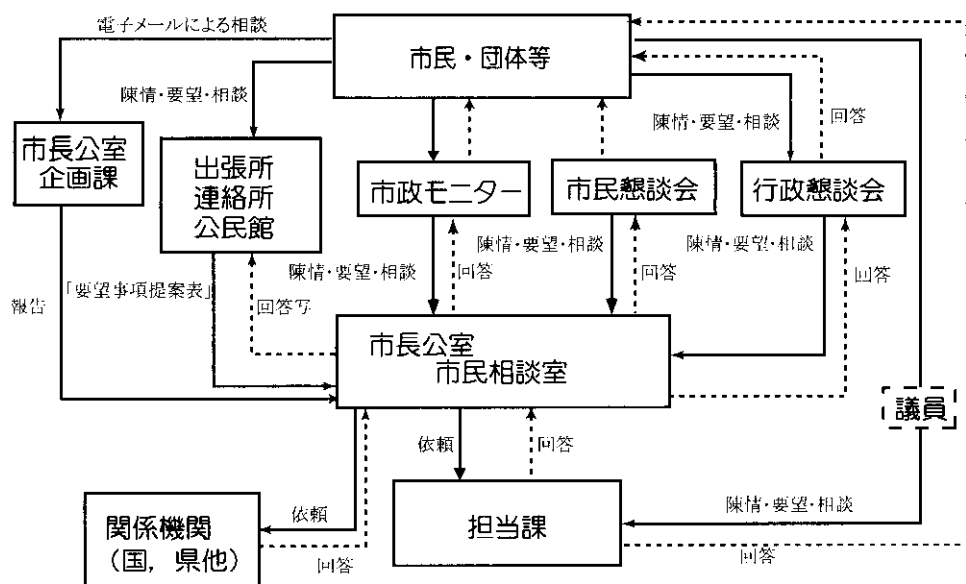 電子メールによる相談
市民・団体等
陳情・要望・相談
陳情・要望・相談
回答
市長公室
企画課
出張所
連絡所
公民館
市政モニター
市民懇談会
行政懇談会
陳情・要望・相談
回答
陳情・要望・相談
回答
陳情・要望・相談
回答
報告
「要望事項提案表」
回答写
市長公室
市民相談室
議員
依頼
回答
陳情・要望・相談
関係機関
(国,県他)
依頼
回答
担当課
回答